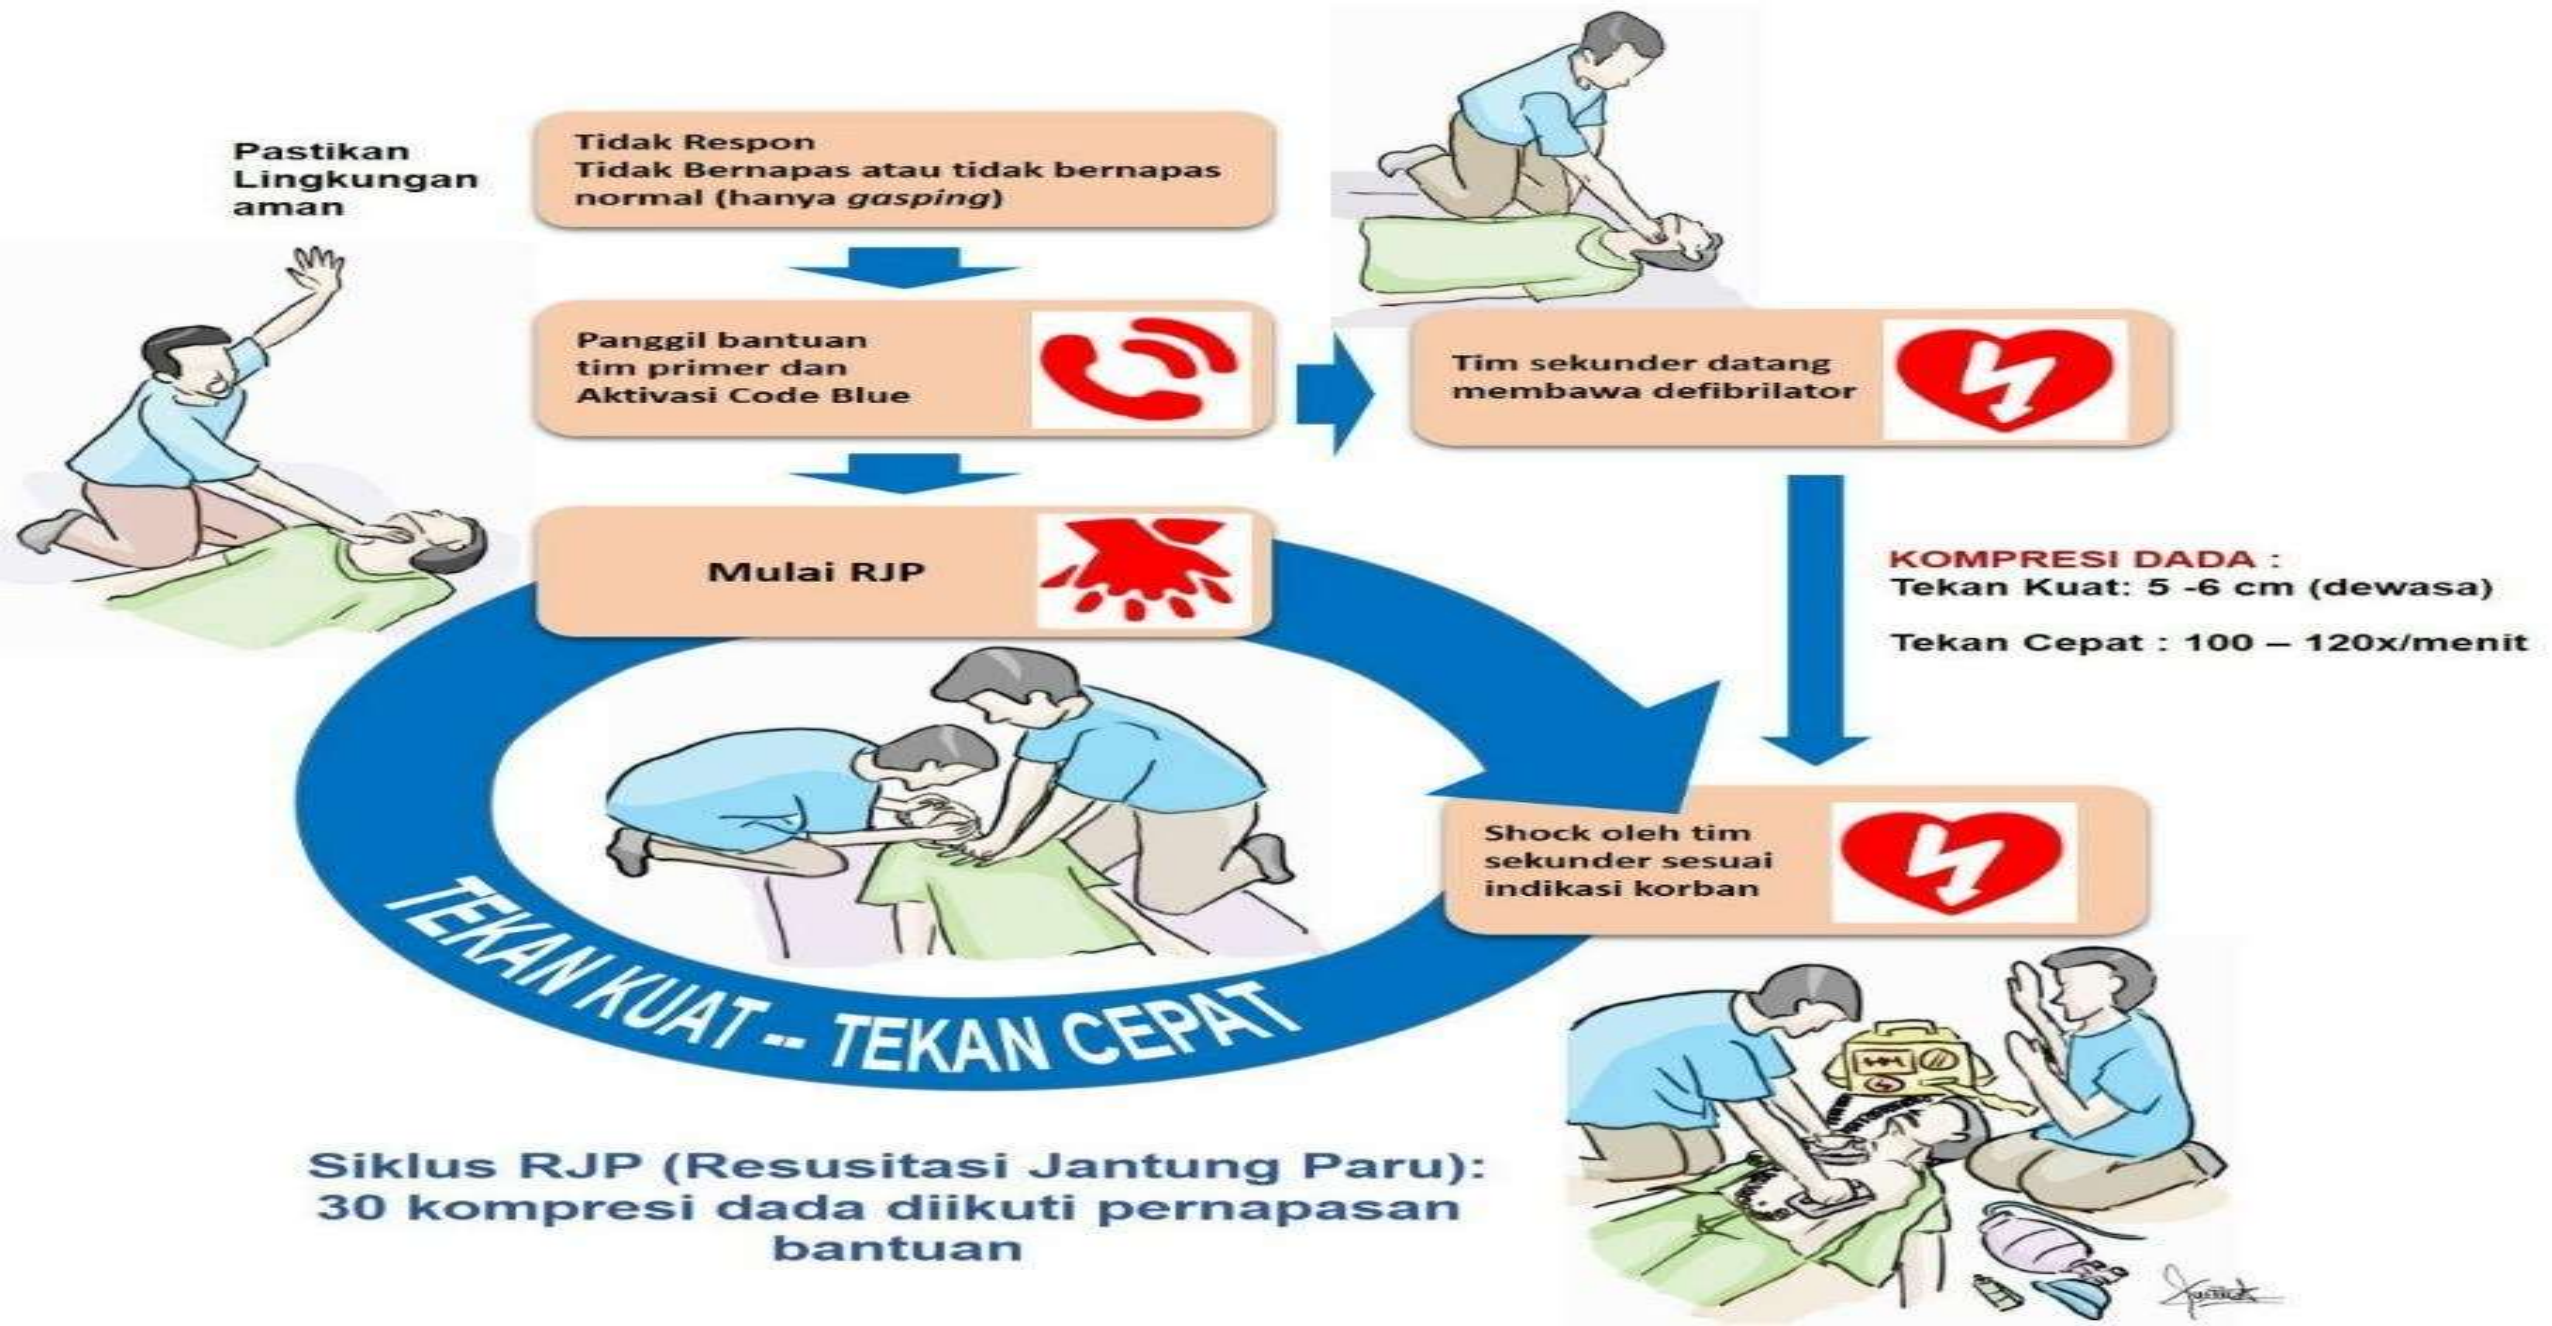 Pastikan
Lingkungan
aman
Tidak Respon
Tidak Bernapas atau tidak bernapas
normal (hanya gasping)
Panggil bantuan
tim primer dan
Aktivasi Code Blue
Tim sekunder datang
membawa defibrilator
Mulai RJP
KOMPRESI DADA :
Tekan Kuat: 5 -6 cm (dewasa)
Tekan Cepat : 100 – 120x/menit
Shock oleh tim
sekunder sesuai
indikasi korban
TEKAN KUAT -- TEKAN CEPAT
Siklus RJP (Resusitasi Jantung Paru):
30 kompresi dada diikuti pernapasan
bantuan